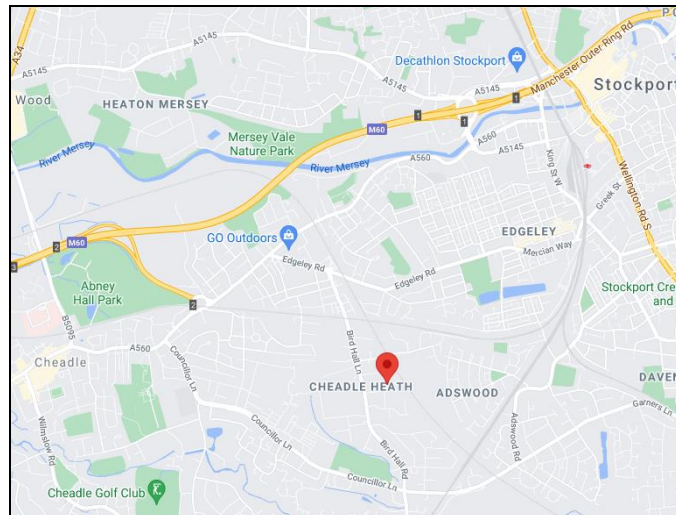 P
A34
A5145
Decathlon Stockport
Manchester Outer Ring Rd
A5145
A5145
Stockport
Wood
HEATON MERSEY
1
1
1
M60
Mersey Vale
Nature Park
A560
A5145
River Mersey
River Mersey
A560
King St W
Greek St
Wellington Rd S
EDGELEY
Mercian Way
2
M60
3
GO Outdoors
Edgeley Rd
Edgeley Rd
Abney
Hall Park
Stockport Cre
and
2
B5095
A560
Cheadle
Councillor Ln
Bird Hall Ln
CHEADLE HEATH
ADSWOOD
DAVEN
Garners Ln
Wilmslow Rd
Councillor Ln
Bird Hall Rd
Adswood Rd
Councillor Ln
Cheadle Golf Club